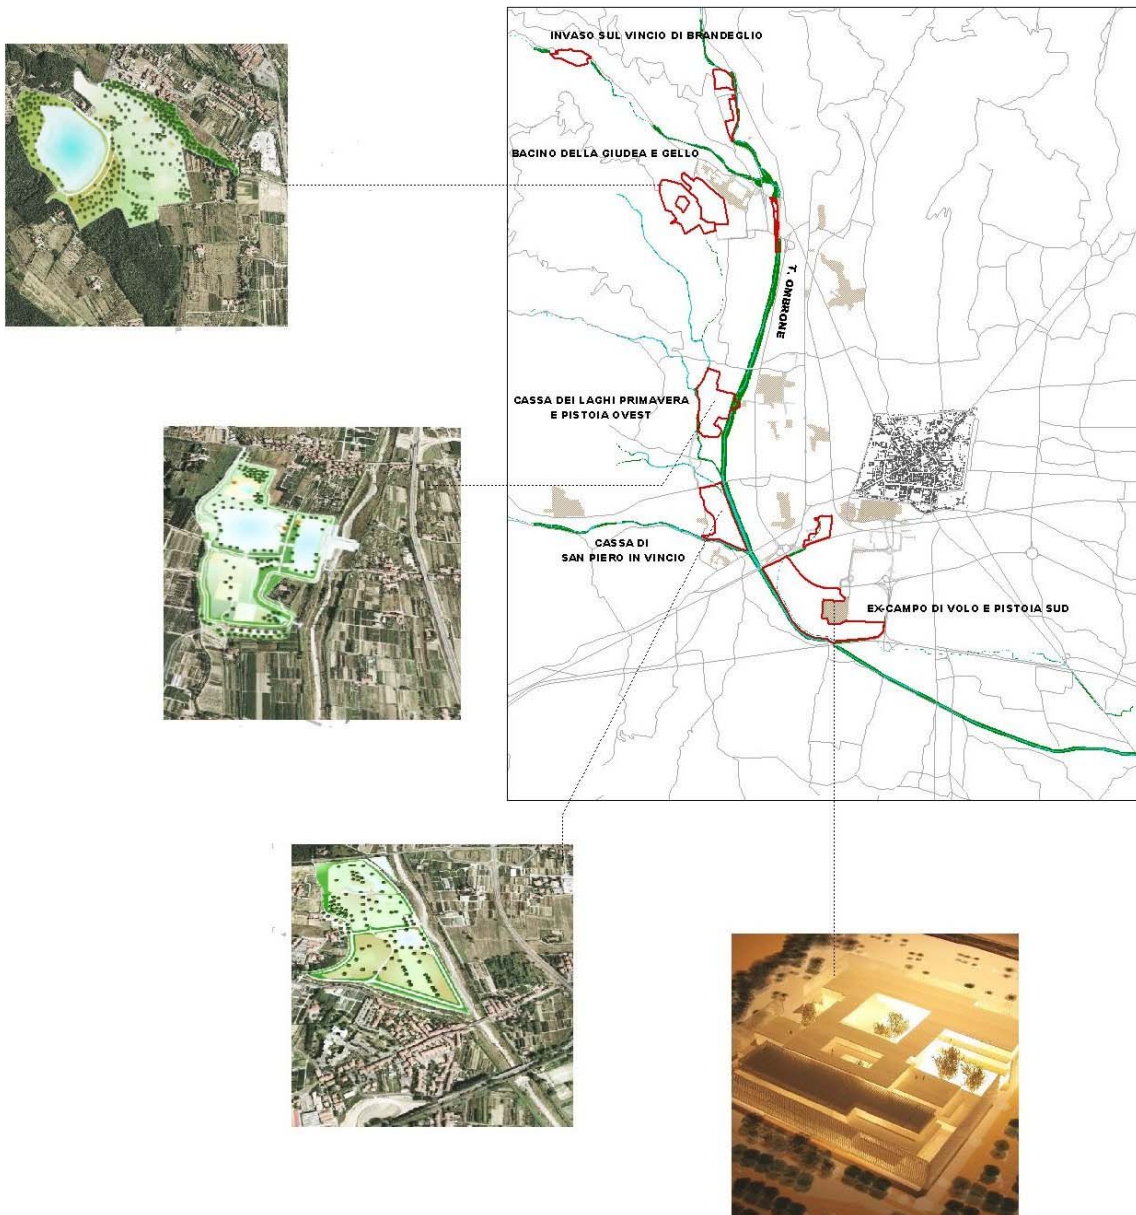 INVASO SUL VINCIO DI BRANDEGLIO
BACINO DELLA GIUDEA E GELLO
T. OMBRONE
CASSA DEI LAGHI PRIMAVERA
E PISTOIA OVEST
CASSA DI
SAN PIERO IN VINCIO
EX-CAMPO DI VOLO E PISTOIA SUD